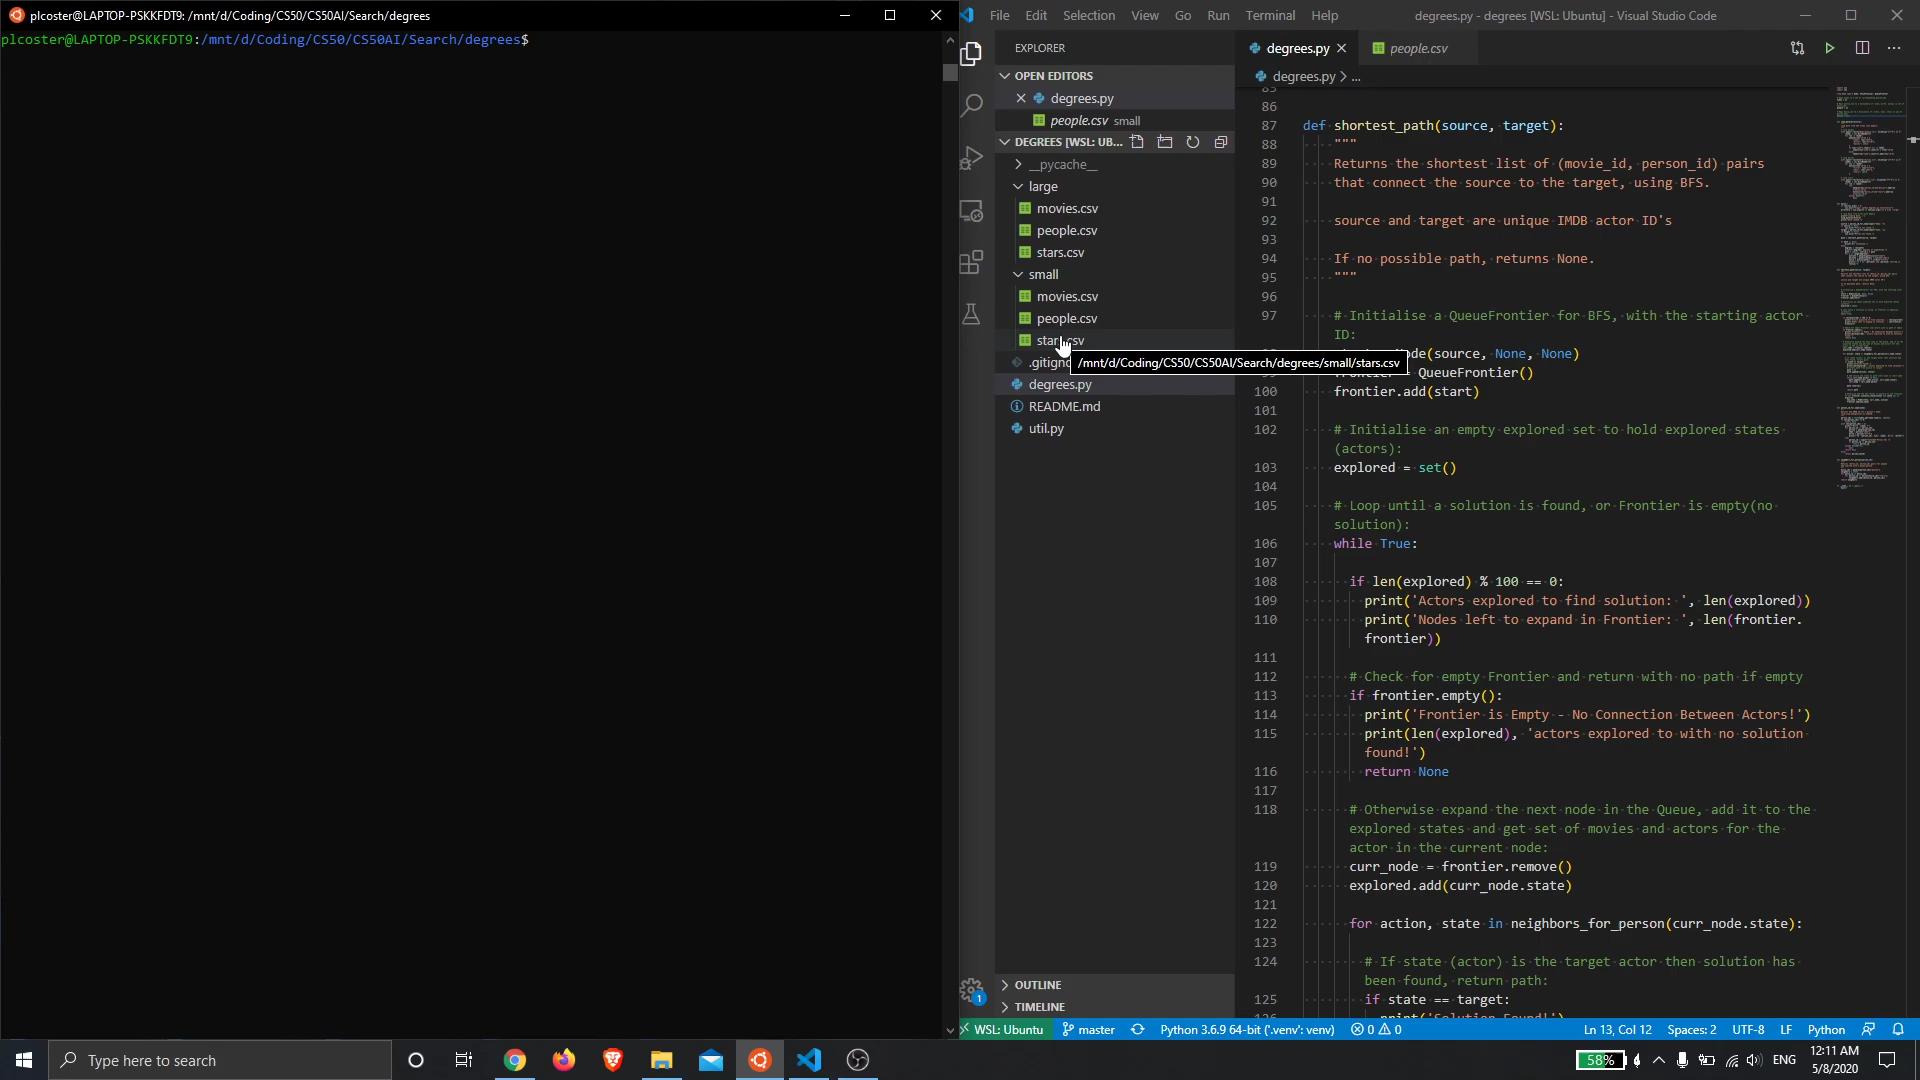 plcoster@LAPTOP-PSKKFDT9: /mnt/d/Coding/CS50/CS50AI/Search/degrees
plcoster@LAPTOP-PSKKFDT9:/mnt/d/Coding/CS50/CS50AI/Search/degrees$
File Edit Selection View Go Run Terminal Help
degrees.py - degrees [WSL: Ubuntu] - Visual Studio Code
EXPLORER
OPEN EDITORS
degrees.py
people.csv small
DEGREES [WSL: UB...
__pycache__
large
movies.csv
people.csv
stars.csv
small
movies.csv
people.csv
stars.csv
/mnt/d/Coding/CS50/CS50AI/Search/degrees/small/stars.csv
degrees.py
README.md
util.py
OUTLINE
TIMELINE
degrees.py
people.csv
degrees.py > ...
85
86
87 def shortest_path(source, target):
88 """
89 Returns the shortest list of (movie_id, person_id) pairs
90 that connect the source to the target, using BFS.
91
92 source and target are unique IMDB actor ID's
93
94 If no possible path, returns None.
95 """
96
97 # Initialise a QueueFrontier for BFS, with the starting actor
ID:
(source, None, None)
QueueFrontier()
100 frontier.add(start)
101
102 # Initialise an empty explored set to hold explored states
(actors):
103 explored = set()
104
105 # Loop until a solution is found, or Frontier is empty(no
solution):
106 while True:
107
108 if len(explored) % 100 == 0:
109 print('Actors explored to find solution: ', len(explored))
110 print('Nodes left to expand in Frontier: ', len(frontier.
frontier))
111
112 # Check for empty Frontier and return with no path if empty
113 if frontier.empty():
114 print('Frontier is Empty - No Connection Between Actors!')
115 print(len(explored), 'actors explored to with no solution
found!')
116 return None
117
118 # Otherwise expand the next node in the Queue, add it to the
explored states and get set of movies and actors for the
actor in the current node:
119 curr_node = frontier.remove()
120 explored.add(curr_node.state)
121
122 for action, state in neighbors_for_person(curr_node.state):
123
124 # If state (actor) is the target actor then solution has
been found, return path:
125 if state == target:
126 print('Solution Found!')
1
WSL: Ubuntu master Python 3.6.9 64-bit ('.venv': venv) 0 0 Ln 13, Col 12 Spaces: 2 UTF-8 LF Python
Type here to search
58% ENG
12:11 AM
5/8/2020